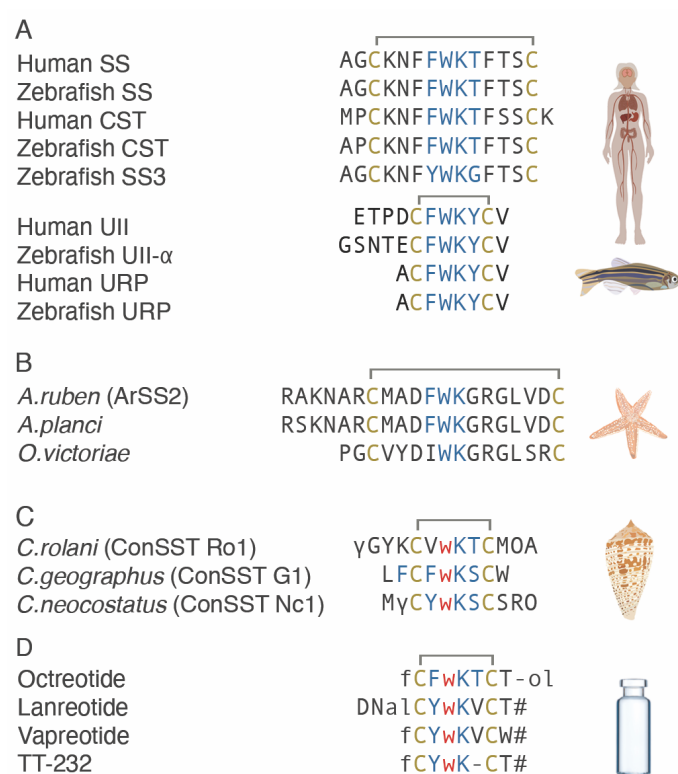 A
Human SS AGCKNFFWKTFTSC
Zebrafish SS AGCKNFFWKTFTSC
Human CST MPCKNFFWKTFSSCK
Zebrafish CST APCKNFFWKTFTSC
Zebrafish SS3 AGCKNFYWKGFTSC
Human UII ETPDCFWKYCV
Zebrafish UII-α GSNTECFWKYCV
Human URP ACFWKYCV
Zebrafish URP ACFWKYCV
B
A.ruben (ArSS2) RAKNARCMADFWKGRGLVDC
A.planci RSKNARCMADFWKGRGLVDC
O.victoriae PGCVYDIWKGRGLSRC
C
C.rolani (ConSST Ro1) γGYKCVwKTCMOA
C.geographus (ConSST G1) LFCFwKSCW
C.neocostatus (ConSST Nc1) MγCYwKSCSRO
D
Octreotide fCFwKTCT-ol
Lanreotide DNalCYwKVCT#
Vapreotide fCYwKVCW#
TT-232 fCYwK-CT#